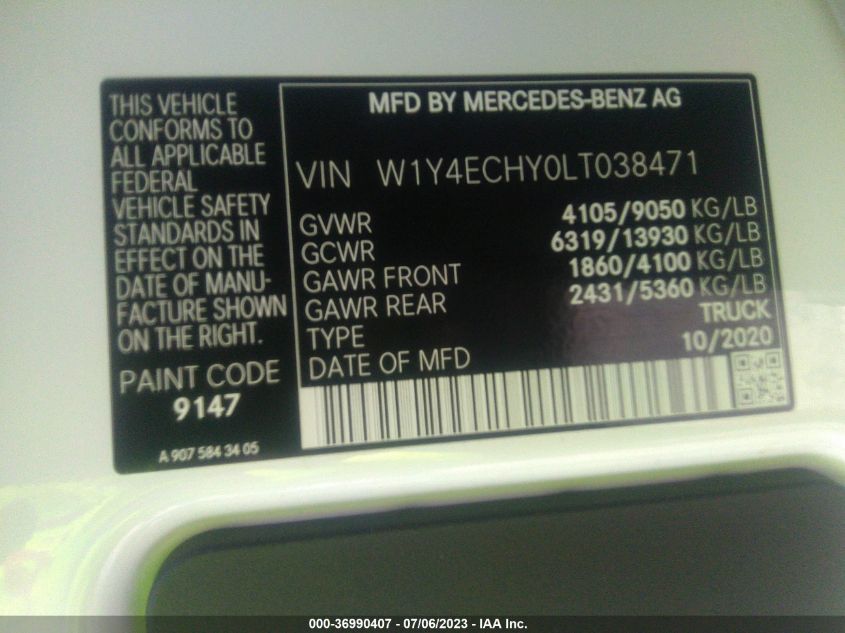 THIS VEHICLE
CONFORMS TO
ALL APPLICABLE
FEDERAL
VEHICLE SAFETY
STANDARDS IN
EFFECT ON THE
DATE OF MANU-
FACTURE SHOWN
ON THE RIGHT.
PAINT CODE
9147
A 907 584 34 05
MFD BY MERCEDES-BENZ AG
VIN W1Y4ECHY0LT038471
GVWR 4105/9050 KG/LB
GCWR 6319/13930 KG/LB
GAWR FRONT 1860/4100 KG/LB
GAWR REAR 2431/5360 KG/LB
TYPE TRUCK
DATE OF MFD 10/2020
000-36990407 - 07/06/2023 - IAA Inc.